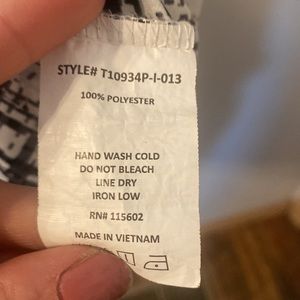 STYLE# T10934P-I-013
100% POLYESTER
HAND WASH COLD
DO NOT BLEACH
LINE DRY
IRON LOW
RN# 115602
MADE IN VIETNAM